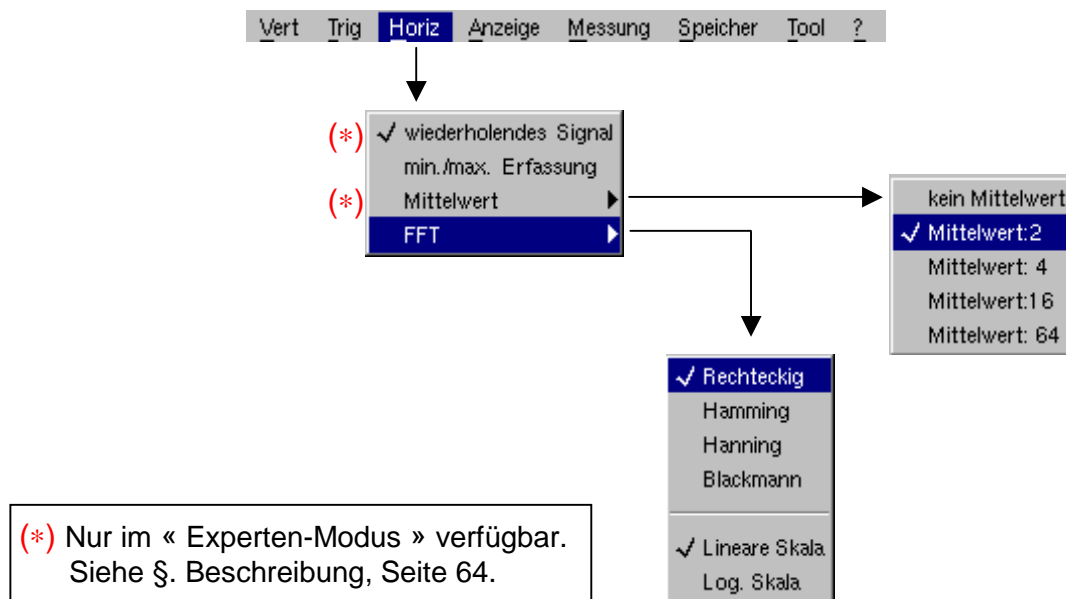 Vert Trig Horiz Anzeige Messung Speicher Tool ?
(*) ✓ wiederholendes Signal
min./max. Erfassung
(*) Mittelwert
FFT
kein Mittelwert
✓ Mittelwert:2
Mittelwert: 4
Mittelwert:16
Mittelwert: 64
✓ Rechteckig
Hamming
Hanning
Blackmann
✓ Lineare Skala
Log. Skala
(*) Nur im « Experten-Modus » verfügbar.
Siehe §. Beschreibung, Seite 64.